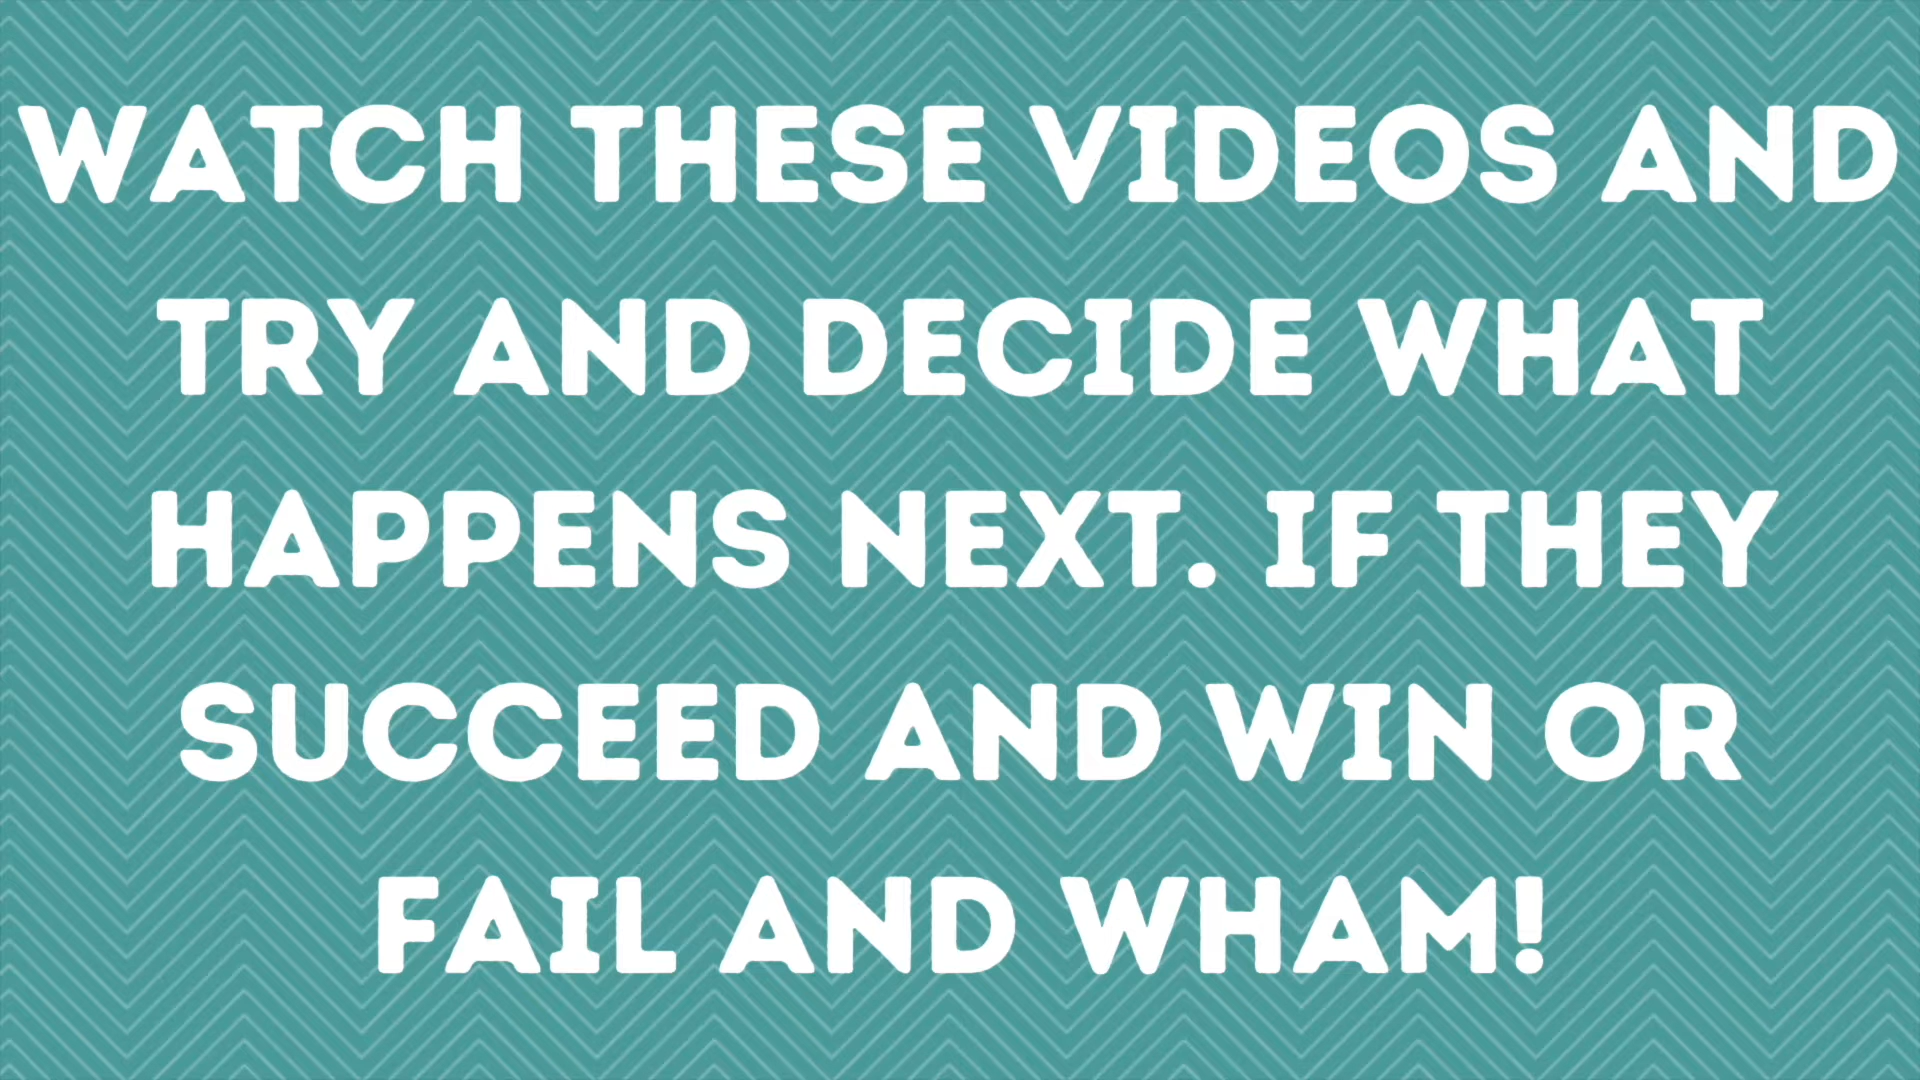 WATCH THESE VIDEOS AND
TRY AND DECIDE WHAT
HAPPENS NEXT. IF THEY
SUCCEED AND WIN OR
FAIL AND WHAM!